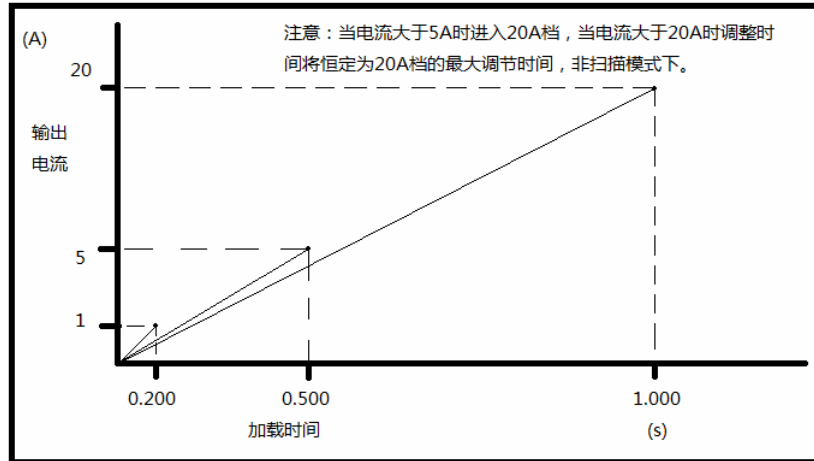 (A)
注意：当电流大于5A时进入20A档，当电流大于20A时调整时
间将恒定为20A档的最大调节时间，非扫描模式下。
20
输出
电流
5
1
0.200
0.500
1.000
加载时间
(s)